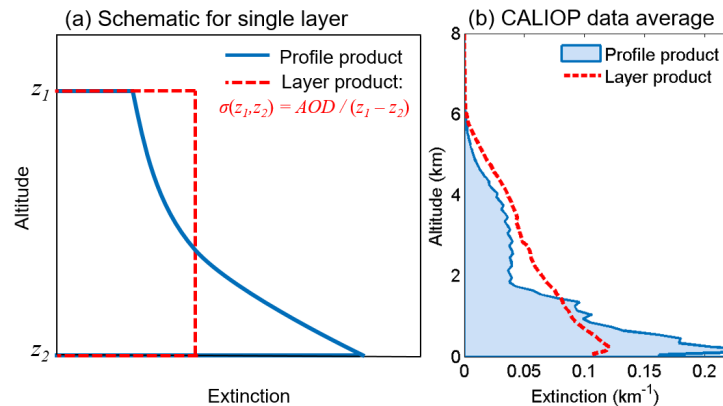 (a) Schematic for single layer
Profile product
Layer product:
σ(z1,z2) = AOD / (z1 – z2)
z1
z2
Altitude
Extinction
(b) CALIOP data average
Profile product
Layer product
8
6
4
2
0
Altitude (km)
0
0.05
0.1
0.15
0.2
Extinction (km-1)